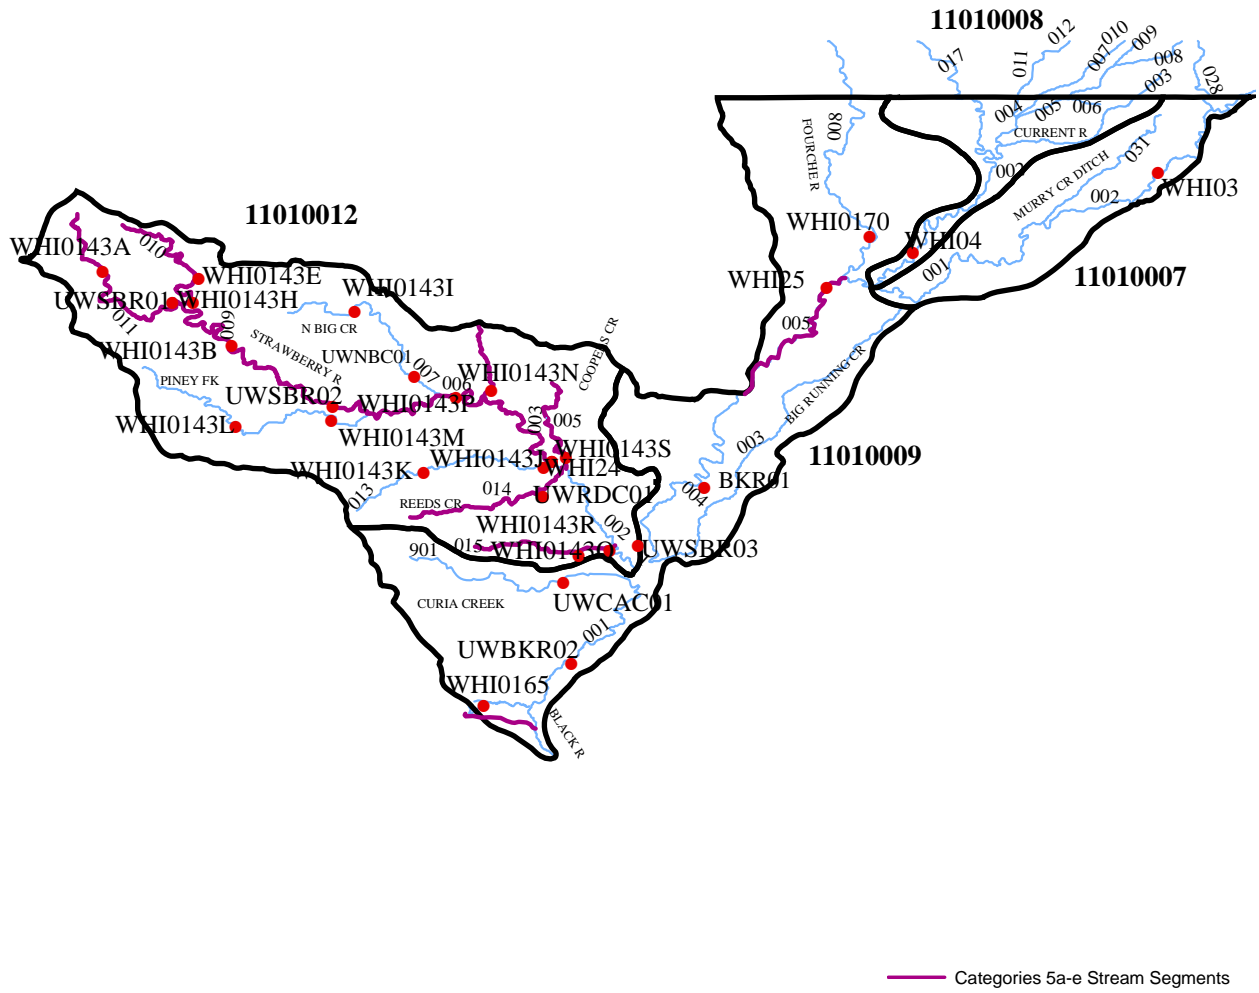 11010008
012
010
009
017
011
007
008
003
028
004
005
006
FOURCHE R
008
CURRENT R
031
002
MURRY CR DITCH
002
WHI03
11010012
WHI0170
WHI04
WHI0143A
010
WHI0143E
WHI25
001
11010007
UWSBR01
WHI0143H
WHI0143I
011
009
N BIG CR
005
WHI0143B
STRAWBERRY R
UWNBC01
COOPERS CR
BIG RUNNING CR
PINEY FK
007
006
WHI0143N
UWSBR02
WHI0143P
WHI0143L
WHI0143M
003
005
003
WHI0143K
WHI0143J
WHI0143S
WHI24
11010009
013
REEDS CR
014
UWRDC01
004
BKR01
WHI0143R
002
901
015
WHI0143Q
UWSBR03
CURIA CREEK
UWCAC01
001
UWBKR02
WHI0165
BLACK R
Categories 5a-e Stream Segments